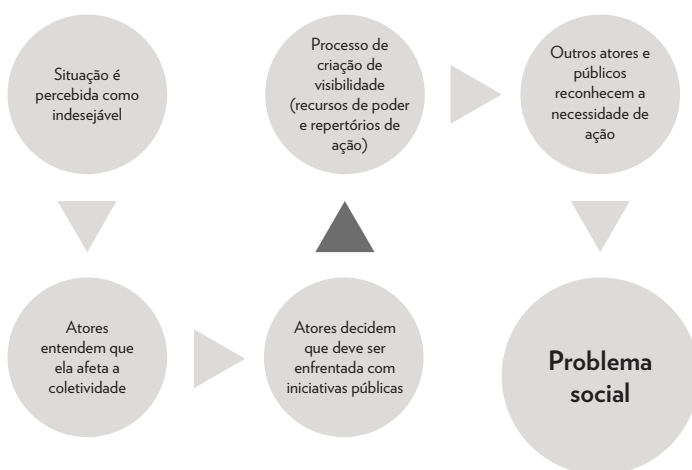 Situação é
percebida como
indesejável
Atores
entendem que
ela afeta a
coletividade
Atores decidem
que deve ser
enfrentada com
iniciativas públicas
Processo de
criação de
visibilidade
(recursos de poder
e repertórios de
ação)
Outros atores e
públicos
reconhecem a
necessidade de
ação
Problema
social